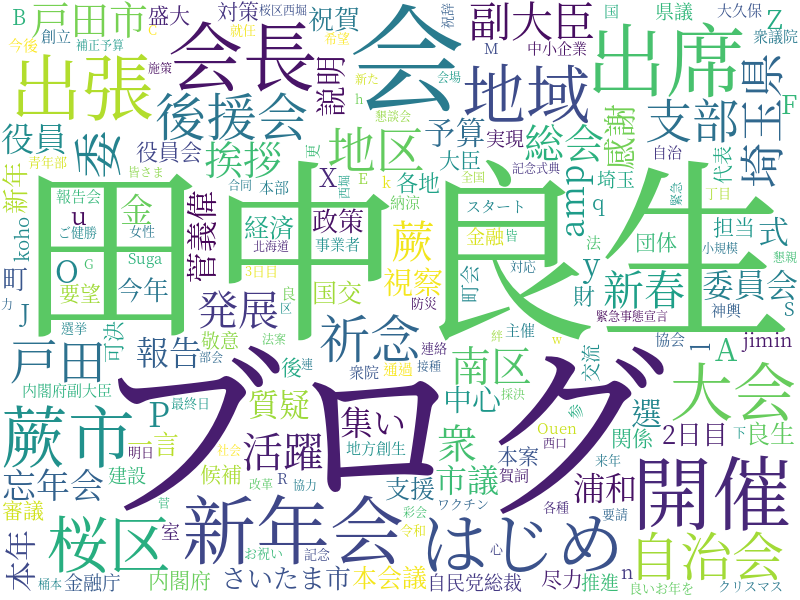 B 戸田市 盛大 対策 桜区西堀 祝賀 会 祝辞 副大臣 国 県議 大久保 Z 衆議院
今後 創立 補正予算 C 就任 希望 M 中小企業
出張 施策 会長 説明 新た 会場 地域 出席 県 F
役員 委 後援会 h 懇談会 予算 実現 総会 支部 感謝 埼玉
青年部 役員会 挨拶 地区 更 大臣 記念式典 自治 代表
新年 皆さま 合同 本部 西堀 X 各地 E k 全国 納涼 埼玉 q 緊急 丁目
田中良生
報告会 金 u ご健勝 女性 経済 政策 蕨 スタート 金融 皆 amp 法 担当 式
koho 菅義偉 北海道 事業者 町会 団体 小規模
町 O G Suga 3日目 視察 対応 y 新春 委員会 S
J 要望 今年 発展 国交 良 区 防災 財 緊急事態宣言 神輿
力 選挙 可決 敬意 法案 祈念 絆 主催 協会 懇親
戸田 報告 部会 後 連 衆院 通過 連絡 接種 南区 w 交流 l A jimin
内閣府副大臣 ブログ
蕨市 P 最終日 質疑 集い 中心 採決 参 選 大会
明日 一言 活躍 地方創生 衆 Ouen 西口 関係 2日目 下 良生
忘年会 建設 候補 社会 市議 本案 賀詞 来年 開催
審議 R 改革 協力 支援 浦和
本年 桜区 菅 室 新年会 お祝い 記念 彩会 令和 ワクチン はじめ 各種 要請 自治会
桶本 金融庁 内閣府 さいたま市 本会議 自民党総裁 心 尽力 推進 n 良いお年を クリスマス